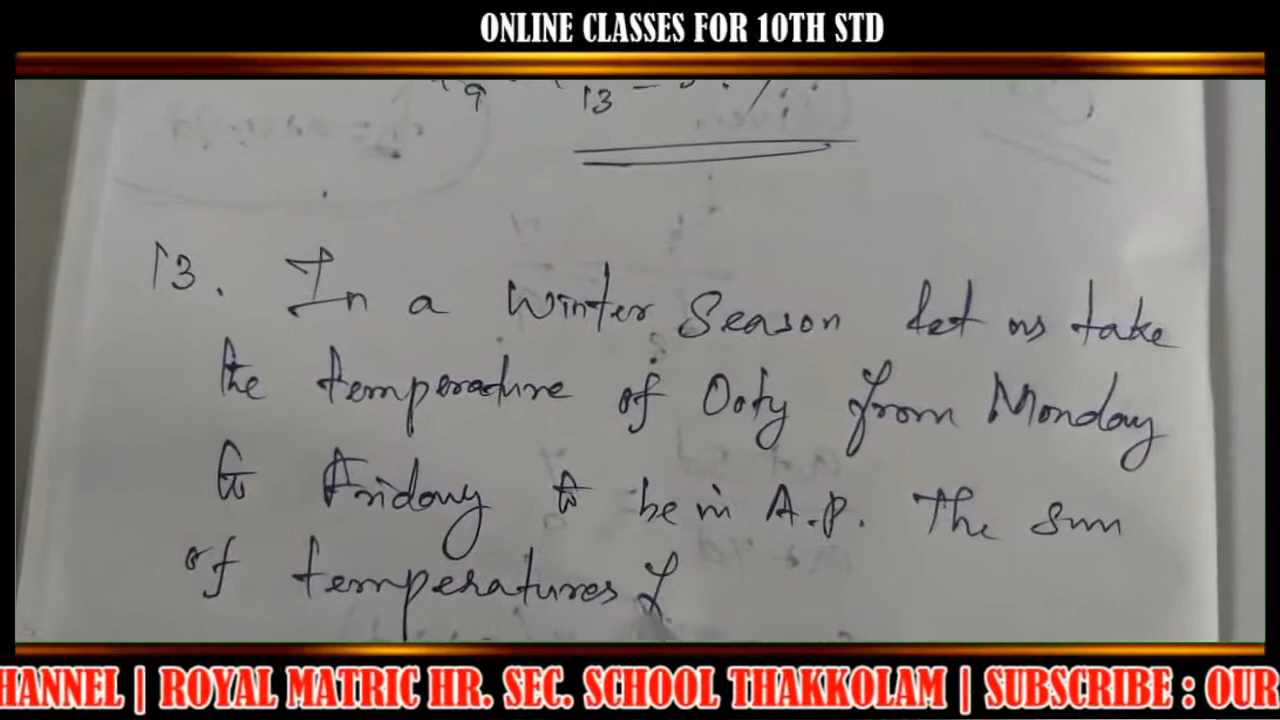 ONLINE CLASSES FOR 10TH STD
13. In a Winter Season let us take
the temperature of Ooty from Monday
to Friday to be in A.P. The sum
of temperatures f
HANNEL | ROYAL MATRIC HR. SEC. SCHOOL THAKKOLAM | SUBSCRIBE : OUR